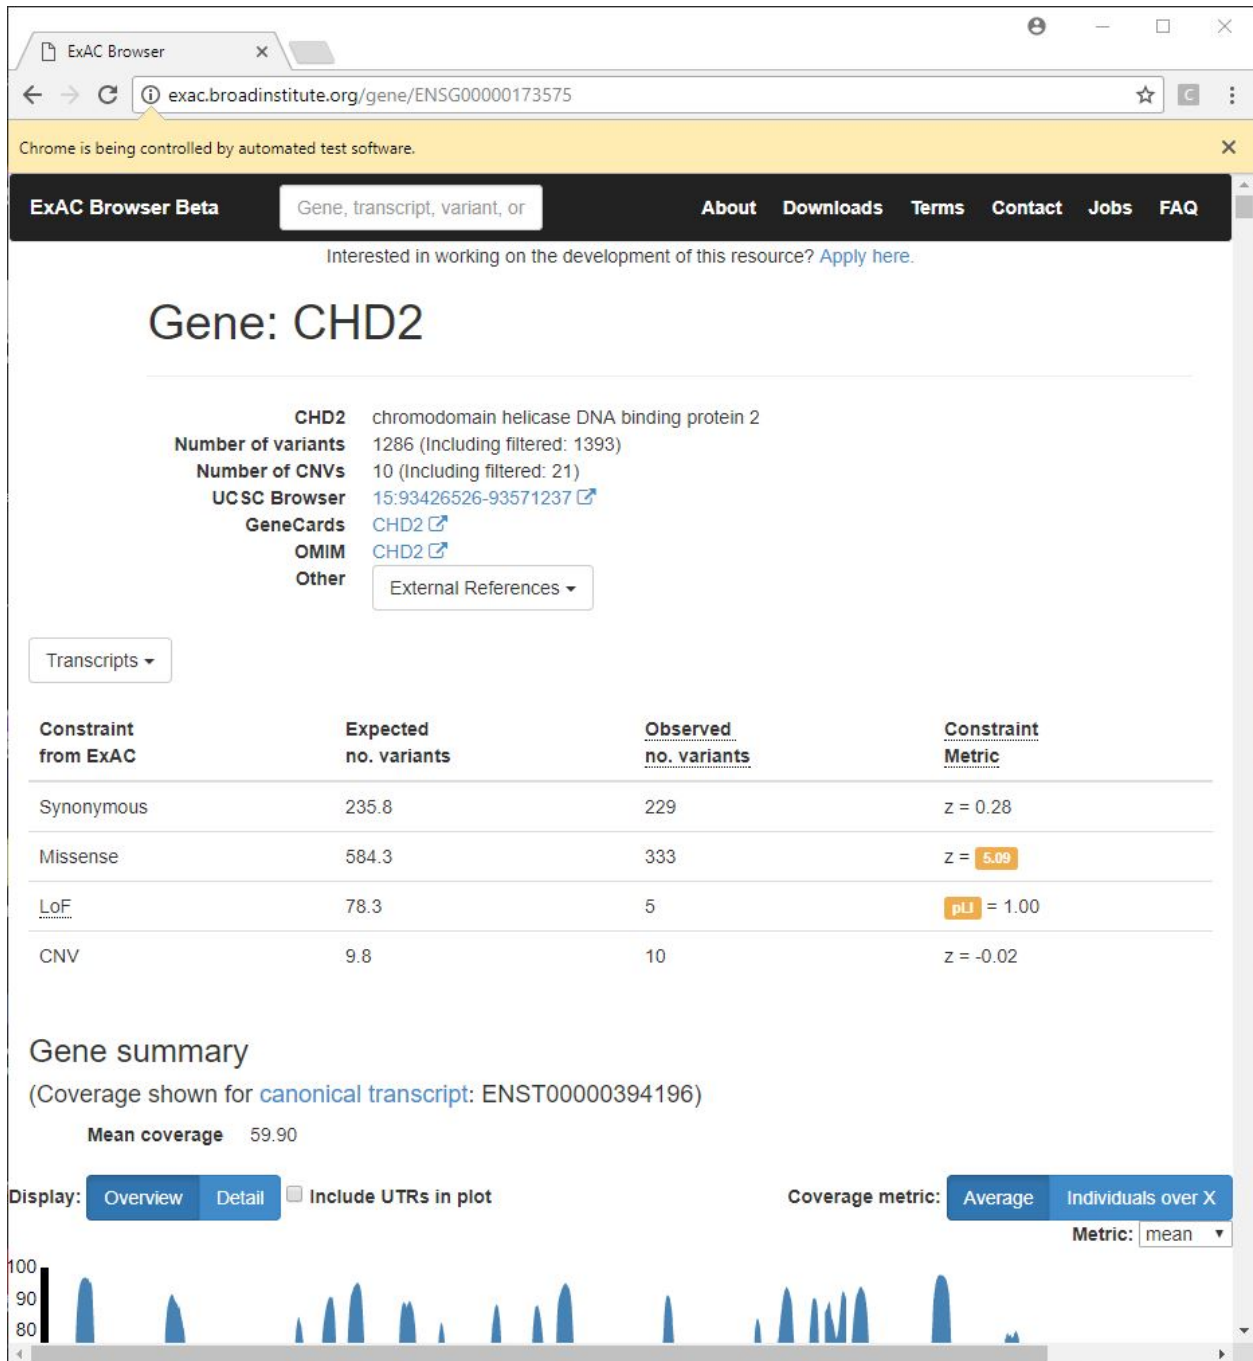 ExAC Browser
exac.broadinstitute.org/gene/ENSG00000173575
C
Chrome is being controlled by automated test software.
ExAC Browser Beta Gene, transcript, variant, or About Downloads Terms Contact Jobs FAQ
Interested in working on the development of this resource? Apply here.
Gene: CHD2
CHD2 chromodomain helicase DNA binding protein 2
Number of variants 1286 (Including filtered: 1393)
Number of CNVs 10 (Including filtered: 21)
UCSC Browser 15:93426526-93571237
GeneCards CHD2
OMIM CHD2
Other External References
Transcripts
Constraint Expected Observed Constraint
from ExAC no. variants no. variants Metric
Synonymous 235.8 229 z = 0.28
Missense 584.3 333 z = 5.09
LoF 78.3 5 pLI = 1.00
CNV 9.8 10 z = -0.02
Gene summary
(Coverage shown for canonical transcript: ENST00000394196)
Mean coverage 59.90
Display: Overview Detail Include UTRs in plot Coverage metric: Average Individuals over X
Metric: mean
100
90
80